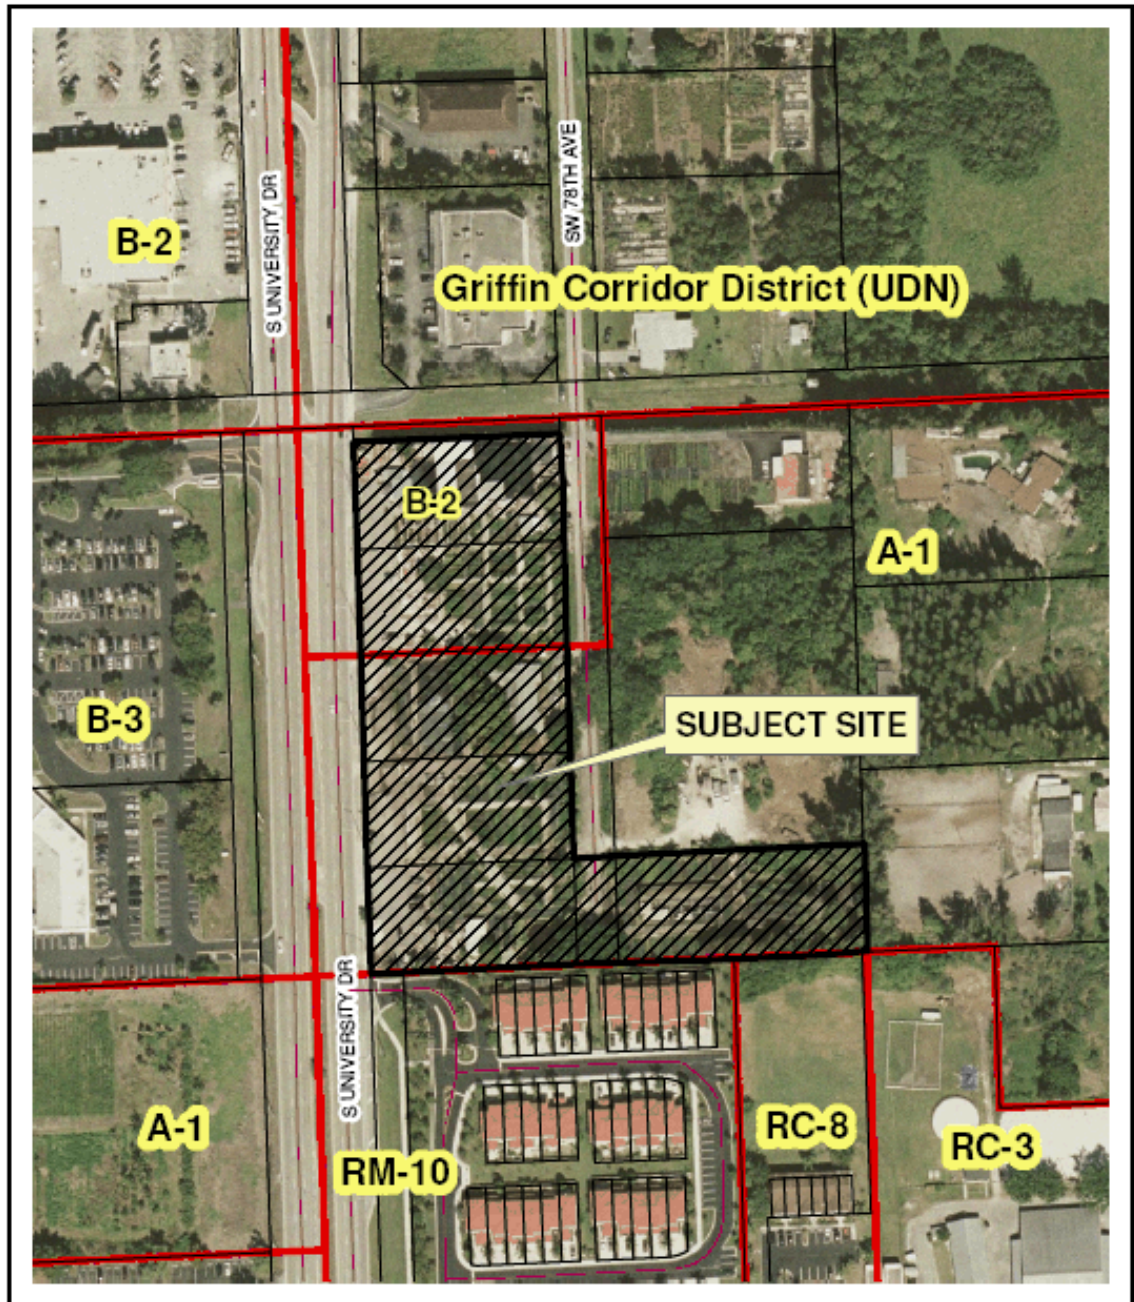 SW 78TH AVE
S UNIVERSITY DR
B-2
Griffin Corridor District (UDN)
B-2
A-1
B-3
SUBJECT SITE
S UNIVERSITY DR
A-1
RM-10
RC-8
RC-3